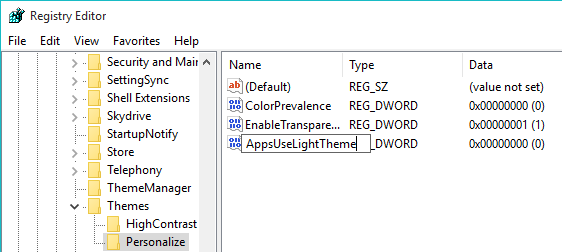 Registry Editor
File Edit View Favorites Help
Security and Mai
SettingSync
Shell Extensions
Skydrive
StartupNotify
Store
Telephony
ThemeManager
Themes
HighContrast
Personalize
Name Type Data
ab (Default) REG_SZ (value not set)
ColorPrevalence REG_DWORD 0x00000000 (0)
EnableTranspare... REG_DWORD 0x00000001 (1)
AppsUseLightTheme _DWORD 0x00000000 (0)